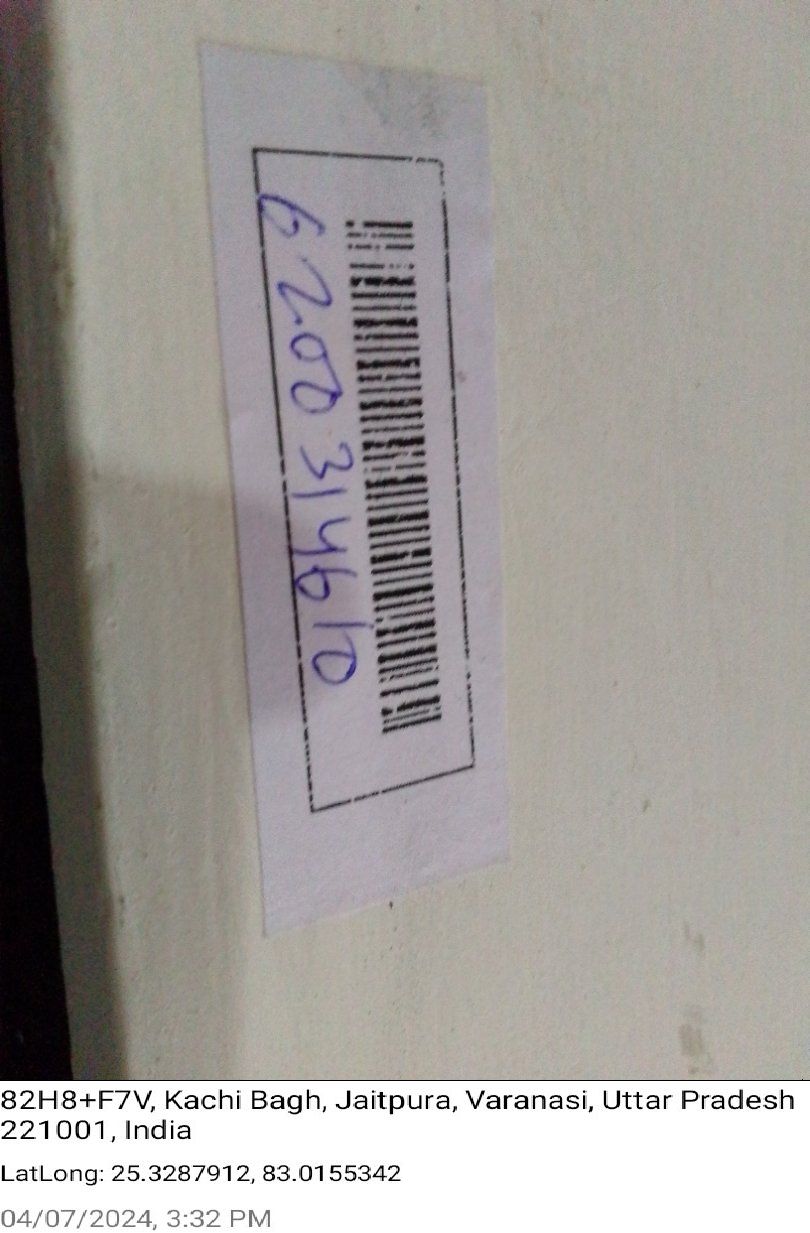 6200314610
82H8+F7V, Kachi Bagh, Jaitpura, Varanasi, Uttar Pradesh
221001, India
LatLong: 25.3287912, 83.0155342
04/07/2024, 3:32 PM